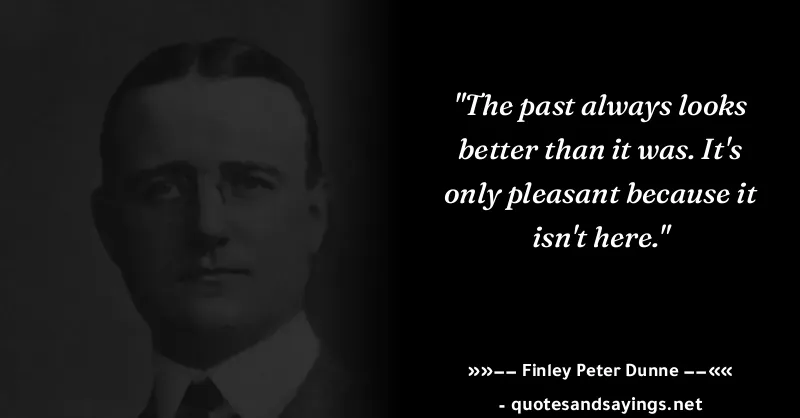 "The past always looks
better than it was. It's
only pleasant because it
isn't here."
»»–– Finley Peter Dunne ––««
- quotesandsayings.net